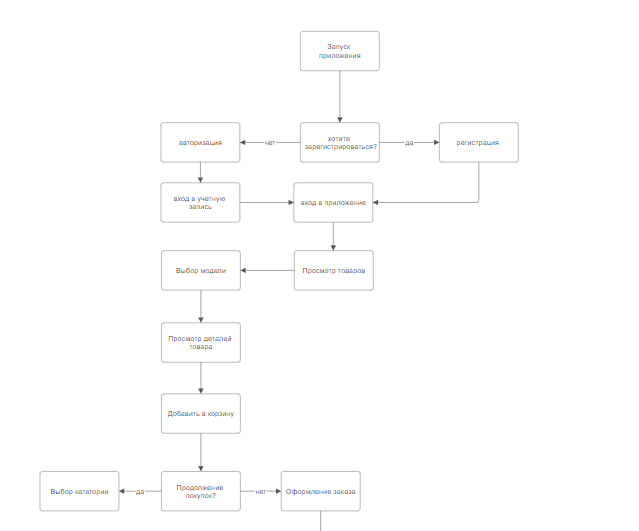 Запуск
приложения
авторизация
нет
хотите
зарегистрироваться?
да
регистрация
вход в учетную
запись
вход в приложение
Выбор модели
Просмотр товаров
Просмотр деталей
товара
Добавить в корзину
Выбор категории
да
Продолжение
покупок?
нет
Оформление заказа